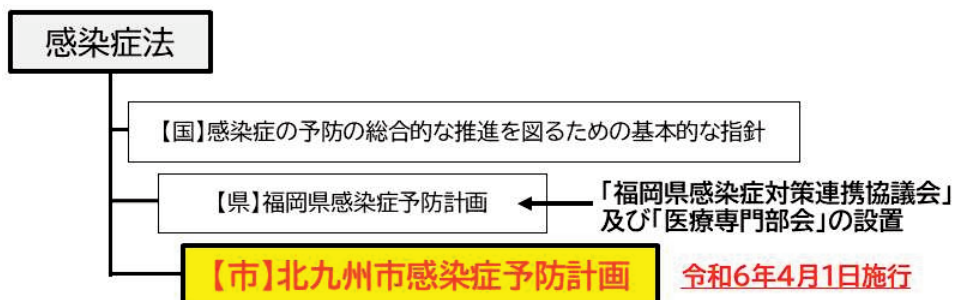 感染症法
【国】感染症の予防の総合的な推進を図るための基本的な指針
【県】福岡県感染症予防計画
「福岡県感染症対策連携協議会」
及び「医療専門部会」の設置
【市】北九州市感染症予防計画
令和6年4月1日施行